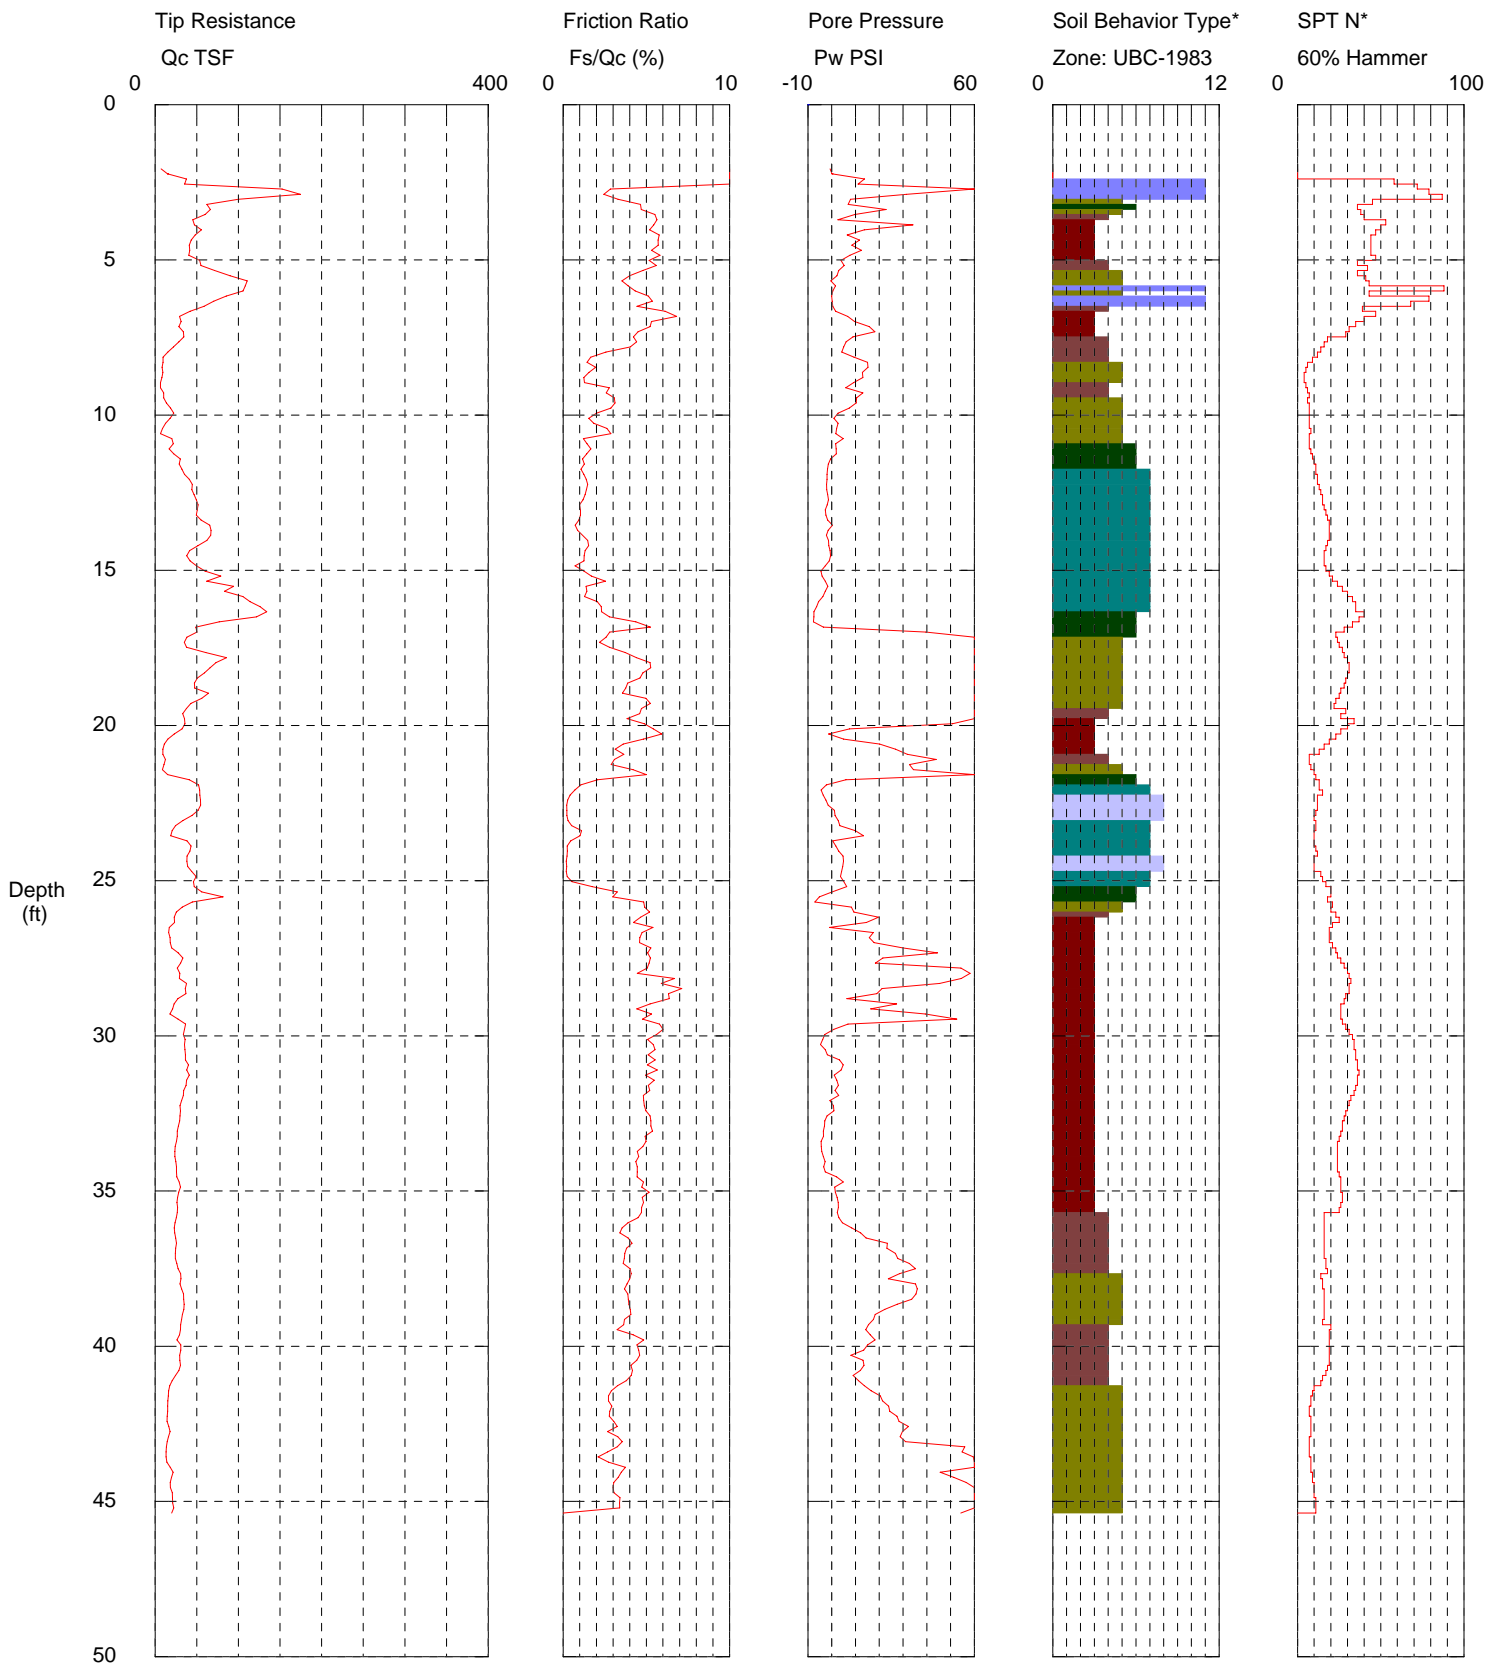 Tip Resistance Friction Ratio Pore Pressure Soil Behavior Type* SPT N*
Qc TSF Fs/Qc (%) Pw PSI Zone: UBC-1983 60% Hammer
0 400 0 10 -10 60 0 12 0 100
0
5
10
15
20
25
Depth
(ft)
30
35
40
45
50